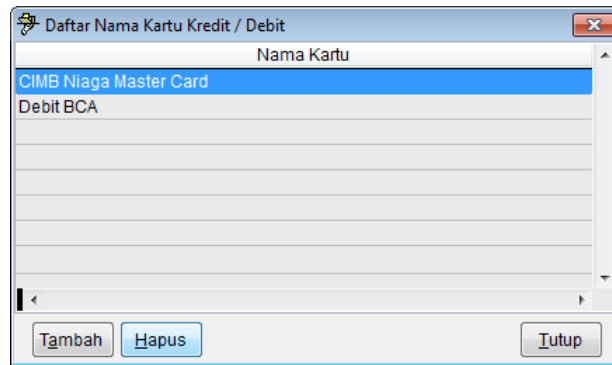 Daftar Nama Kartu Kredit / Debit
Nama Kartu
CIMB Niaga Master Card
Debit BCA
Tambah Hapus Tutup